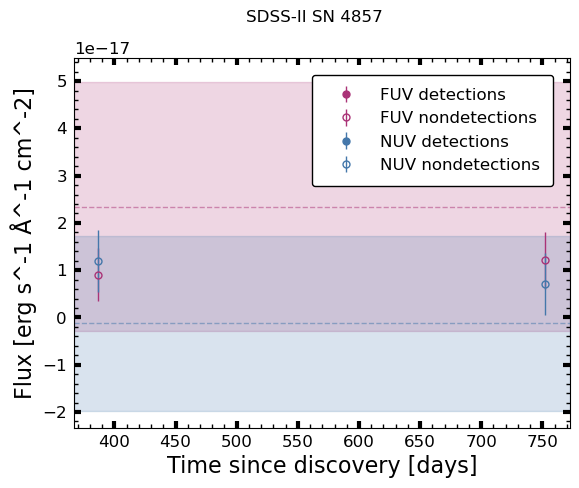 SDSS-II SN 4857
1e−17
Flux [erg s^-1 Å^-1 cm^-2]
5
4
3
2
1
0
−1
−2
FUV detections
FUV nondetections
NUV detections
NUV nondetections
400 450 500 550 600 650 700 750
Time since discovery [days]